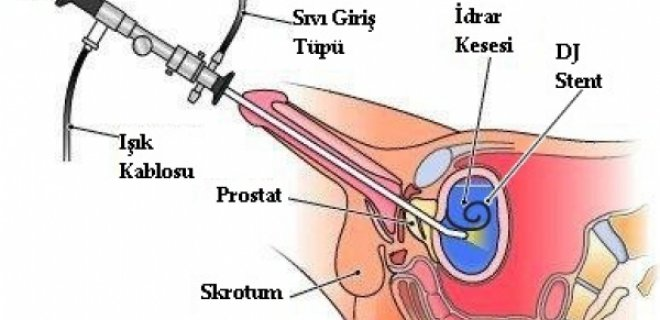 Sıvı Giriş
Tüpü
İdrar
Kesesi
DJ
Stent
Işık
Kablosu
Prostat
Skrotum